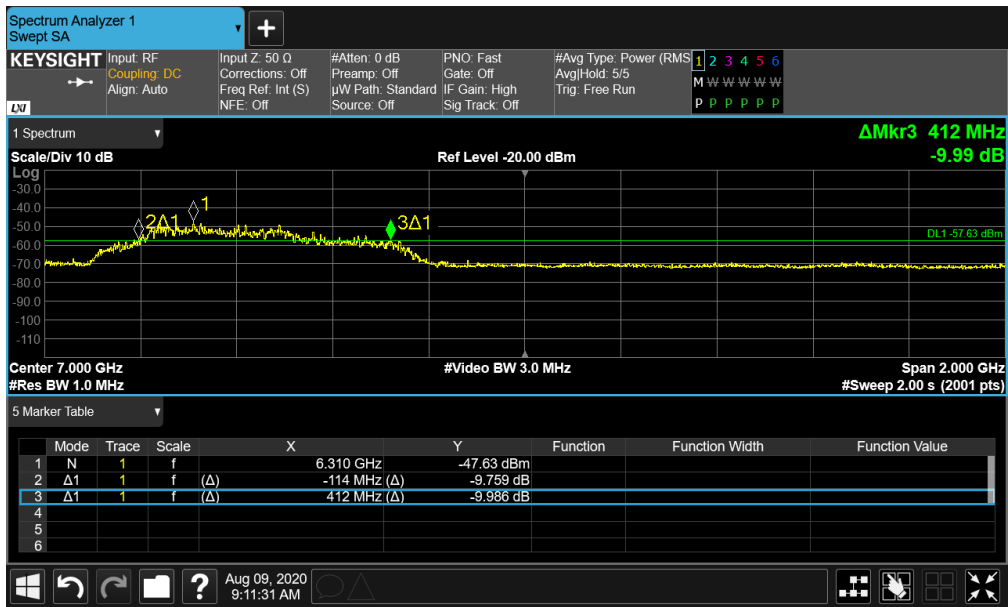 Spectrum Analyzer 1
Swept SA
+
KEYSIGHT
LXI
Input: RF
Coupling: DC
Align: Auto
Input Z: 50 Ω
Corrections: Off
Freq Ref: Int (S)
NFE: Off
#Atten: 0 dB
Preamp: Off
µW Path: Standard
Source: Off
PNO: Fast
Gate: Off
IF Gain: High
Sig Track: Off
#Avg Type: Power (RMS
Avg|Hold: 5/5
Trig: Free Run
1 2 3 4 5 6
M W W W W W
P P P P P P
1 Spectrum
ΔMkr3 412 MHz
-9.99 dB
Scale/Div 10 dB
Ref Level -20.00 dBm
Log
-30.0
-40.0
-50.0
-60.0
-70.0
-80.0
-90.0
-100
-110
2Δ1
1
3Δ1
DL1 -57.63 dBm
Center 7.000 GHz
#Video BW 3.0 MHz
Span 2.000 GHz
#Res BW 1.0 MHz
#Sweep 2.00 s (2001 pts)
5 Marker Table
Mode Trace Scale X Y Function Function Width Function Value
1 N 1 f 6.310 GHz -47.63 dBm
2 Δ1 1 f (Δ) -114 MHz (Δ) -9.759 dB
3 Δ1 1 f (Δ) 412 MHz (Δ) -9.986 dB
4
5
6
?
Aug 09, 2020
9:11:31 AM